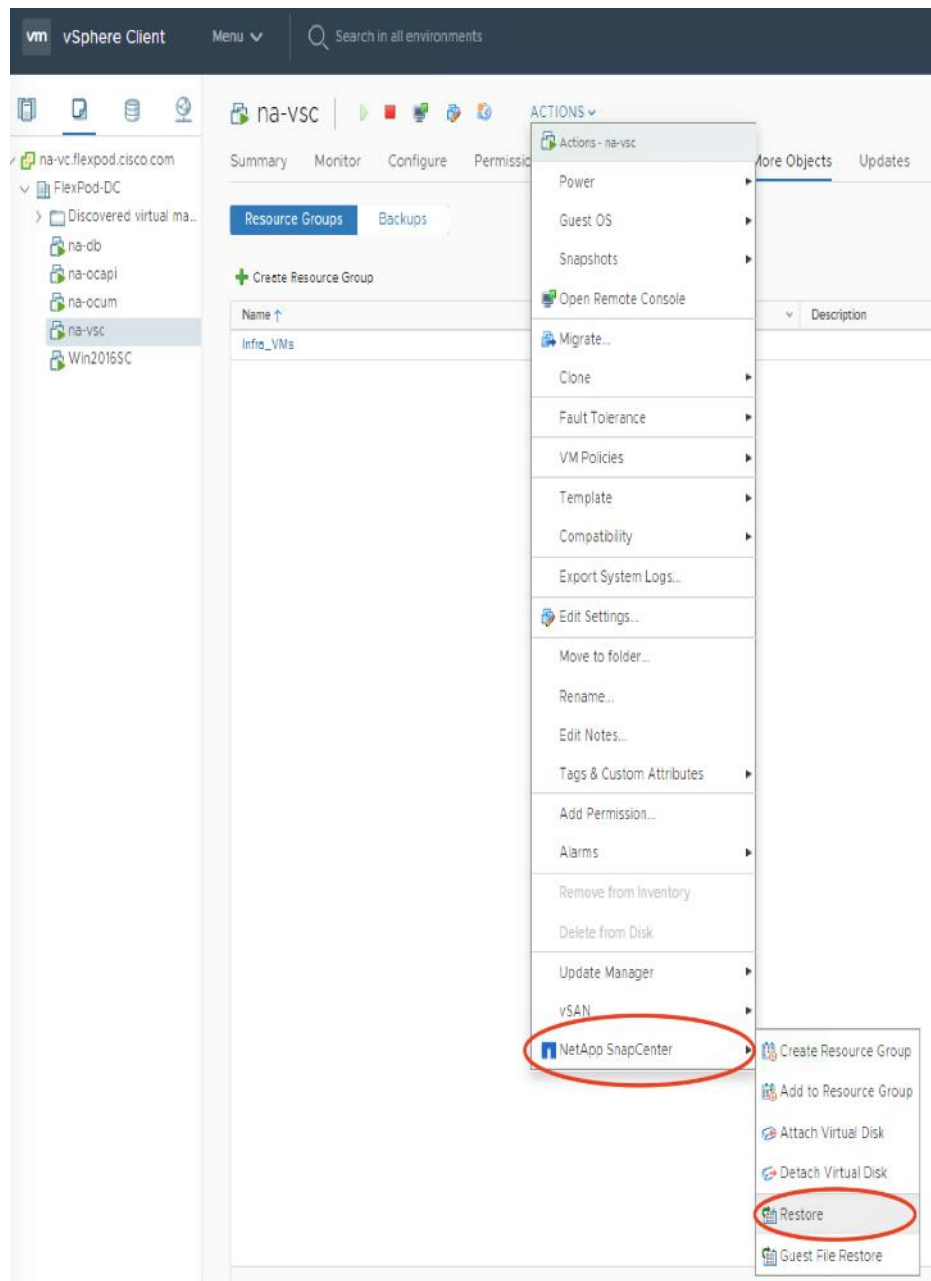 vm vSphere Client Menu Search in all environments
na-vsc ACTIONS
na-vc.flexpod.cisco.com
FlexPod-DC
Discovered virtual ma...
na-db
na-ocapi
na-ocum
na-vsc
Win2016SC
Summary Monitor Configure Permissio More Objects Updates
Resource Groups Backups
Create Resource Group
Name ↑ Description
Infra_VMs
Actions - na-vsc
Power
Guest OS
Snapshots
Open Remote Console
Migrate...
Clone
Fault Tolerance
VM Policies
Template
Compatibility
Export System Logs...
Edit Settings...
Move to folder...
Rename...
Edit Notes...
Tags & Custom Attributes
Add Permission...
Alarms
Remove from Inventory
Delete from Disk
Update Manager
vSAN
NetApp SnapCenter
Create Resource Group
Add to Resource Group
Attach Virtual Disk
Detach Virtual Disk
Restore
Guest File Restore